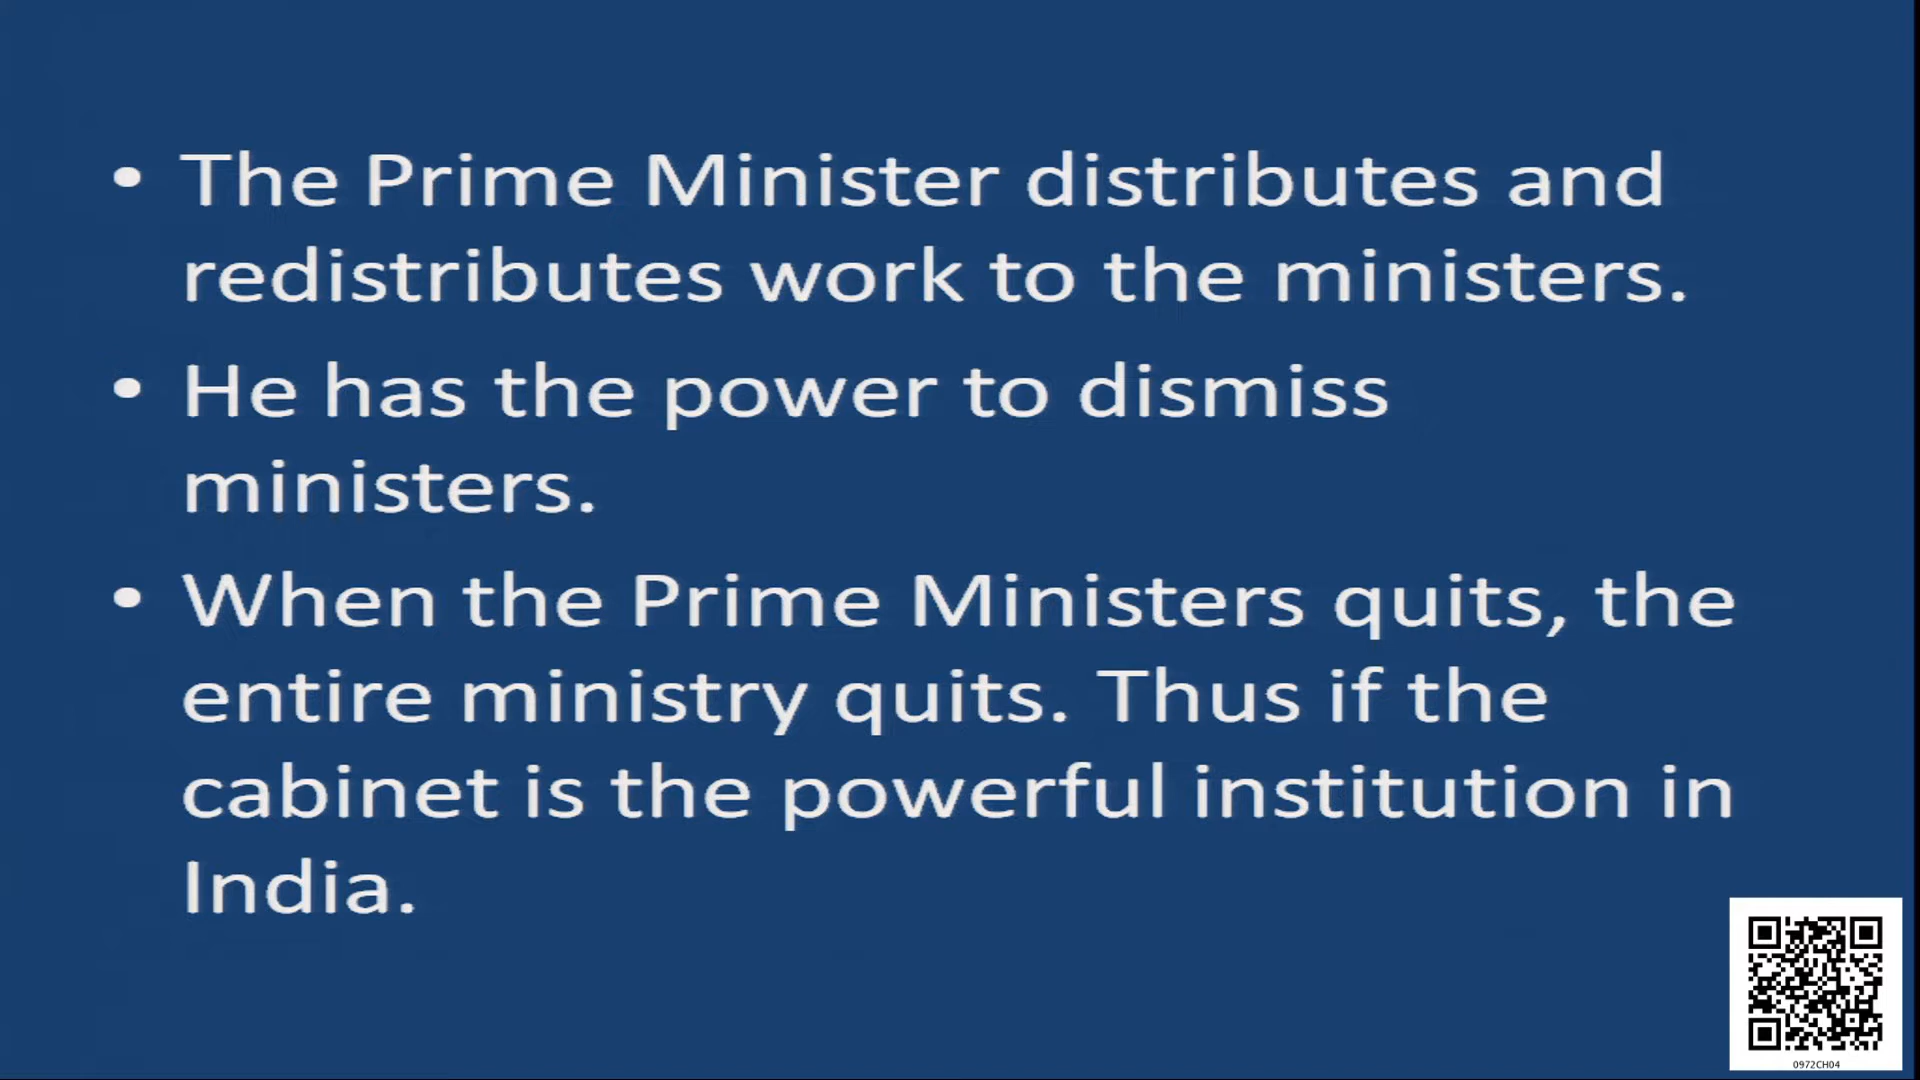 • The Prime Minister distributes and
redistributes work to the ministers.
• He has the power to dismiss
ministers.
• When the Prime Ministers quits, the
entire ministry quits. Thus if the
cabinet is the powerful institution in
India.
0972CH04